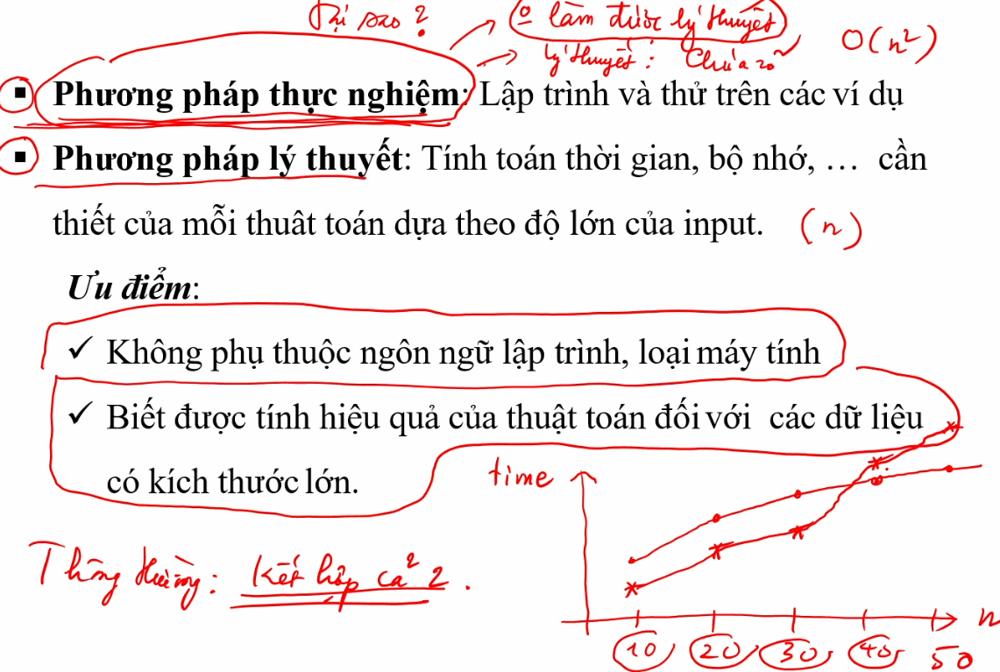 Tại sao?
ko làm được lý thuyết
lý thuyết: Chưa rõ
O(n²)
▪ Phương pháp thực nghiệm: Lập trình và thử trên các ví dụ
▪ Phương pháp lý thuyết: Tính toán thời gian, bộ nhớ, … cần
thiết của mỗi thuât toán dựa theo độ lớn của input. (n)
Ưu điểm:
✓ Không phụ thuộc ngôn ngữ lập trình, loại máy tính
✓ Biết được tính hiệu quả của thuật toán đối với các dữ liệu
có kích thước lớn.
time
Thông thường: Kết hợp cả 2.
n
10 20 30 40 50